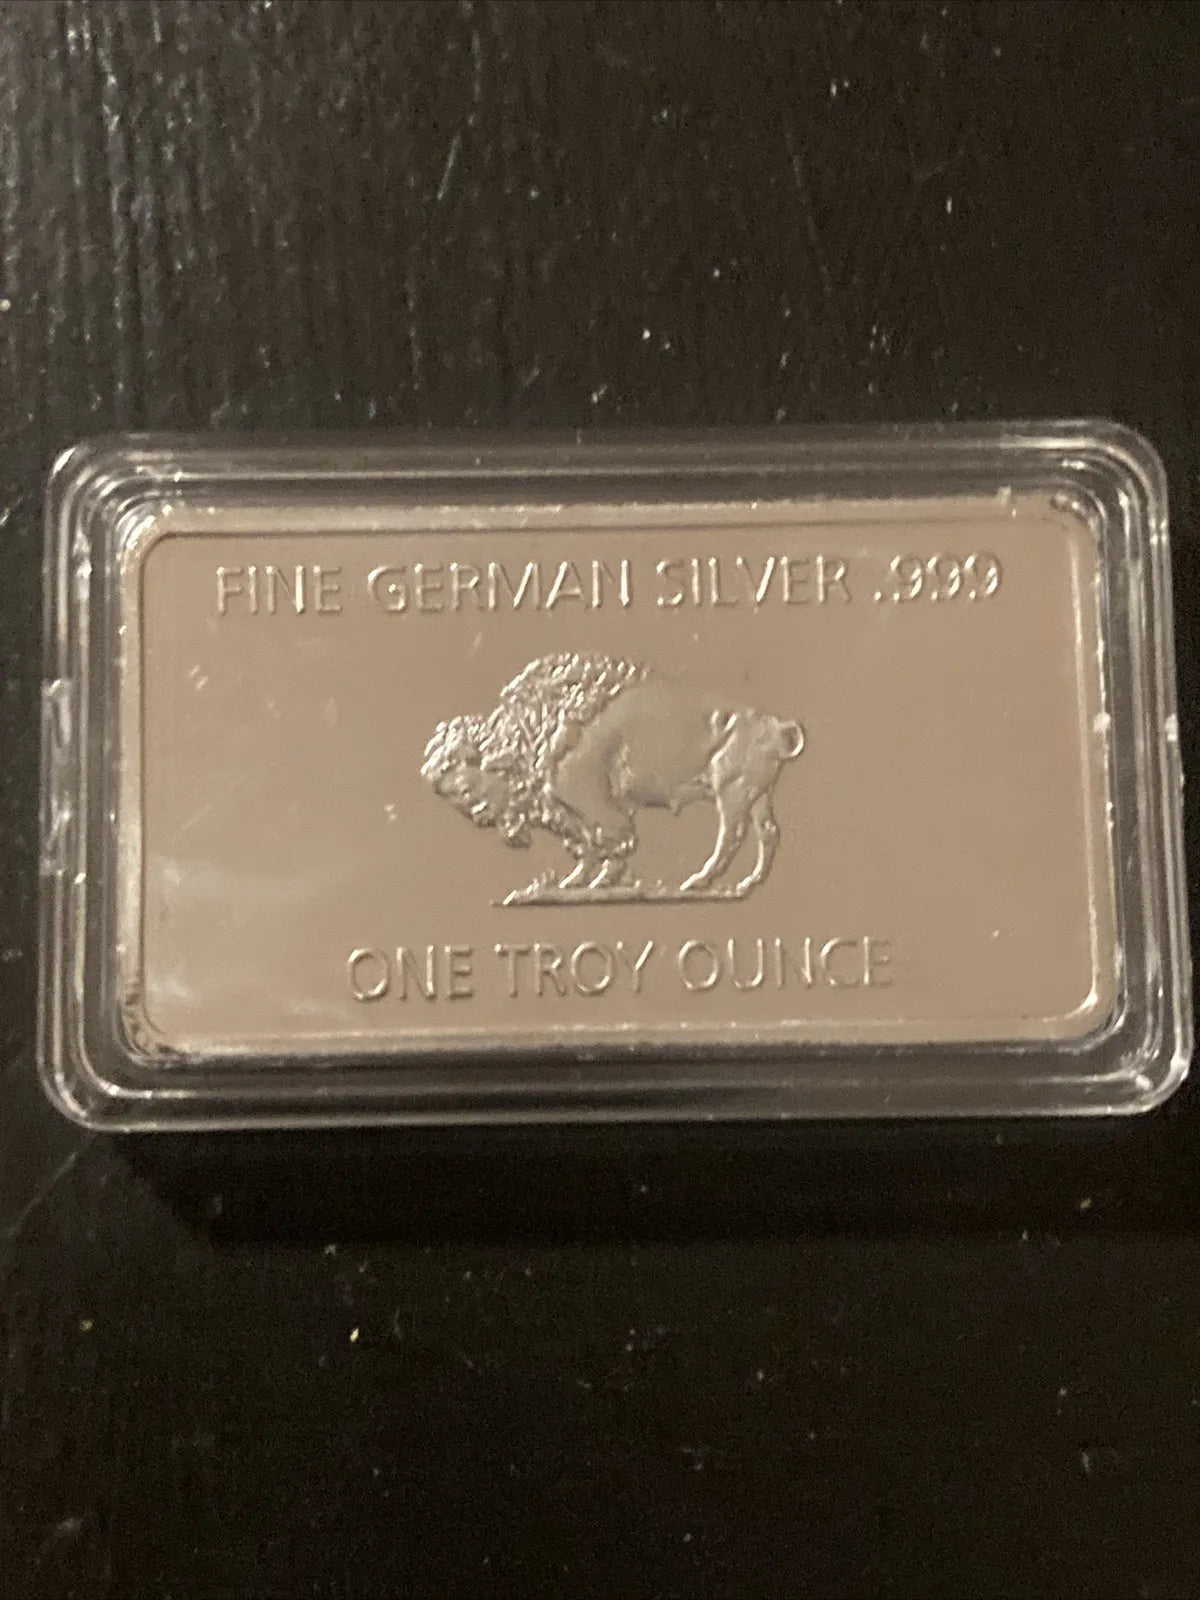 FINE GERMAN SILVER .999
ONE TROY OUNCE